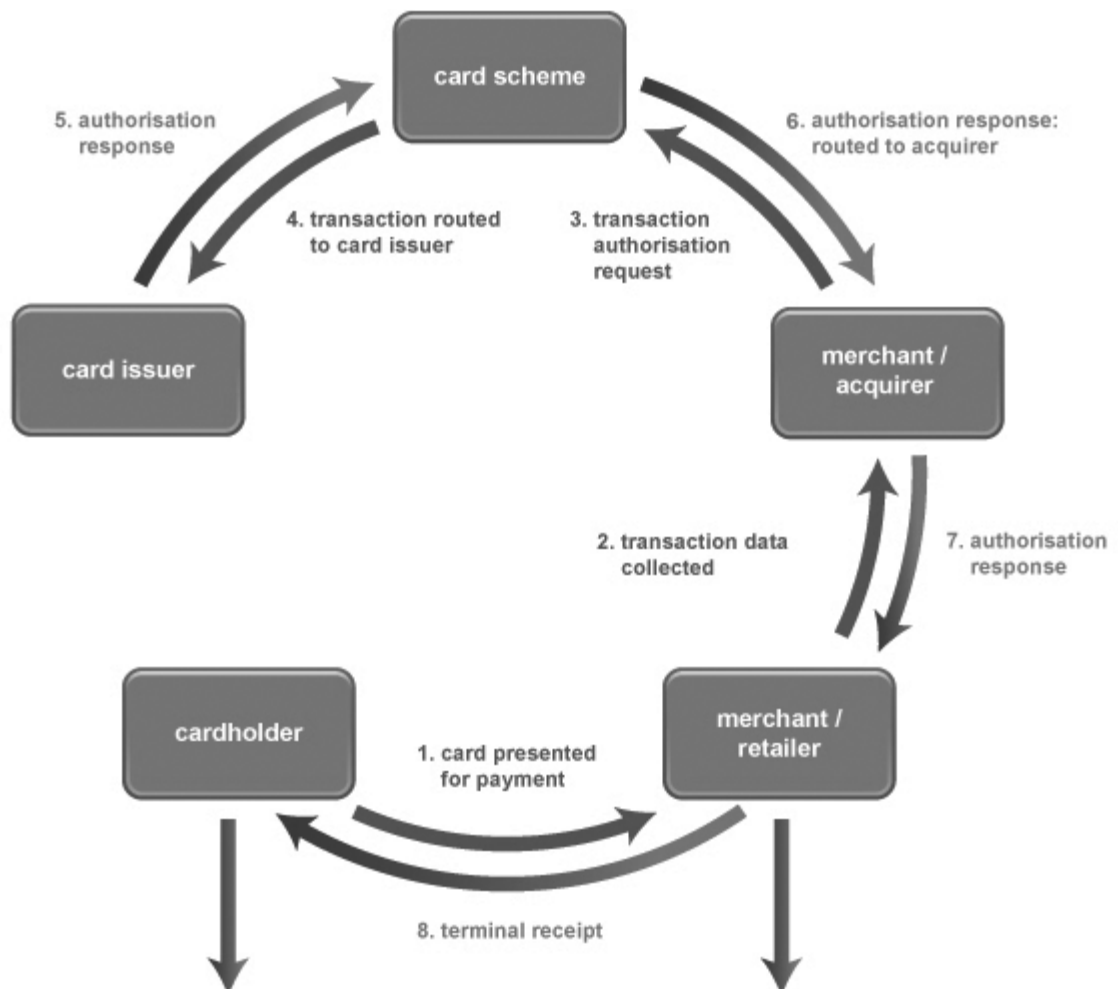 card scheme
5. authorisation
response
6. authorisation response:
routed to acquirer
4. transaction routed
to card issuer
3. transaction
authorisation
request
card issuer
merchant /
acquirer
2. transaction data
collected
7. authorisation
response
cardholder
merchant /
retailer
1. card presented
for payment
8. terminal receipt